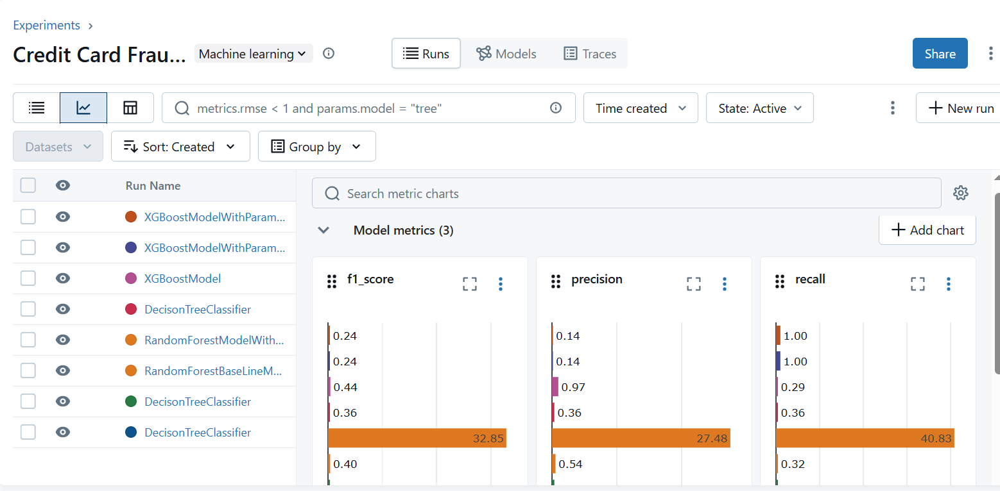 Experiments
Credit Card Frau... Machine learning Runs Models Traces Share
metrics.rmse < 1 and params.model = "tree" Time created State: Active New run
Datasets Sort: Created Group by
Run Name
XGBoostModelWithParam...
XGBoostModelWithParam...
XGBoostModel
DecisonTreeClassifier
RandomForestModelWith...
RandomForestBaseLineM...
DecisonTreeClassifier
DecisonTreeClassifier
Search metric charts
Model metrics (3) Add chart
f1_score
0.24
0.24
0.44
0.36
32.85
0.40
precision
0.14
0.14
0.97
0.36
27.48
0.54
recall
1.00
1.00
0.29
0.36
40.83
0.32